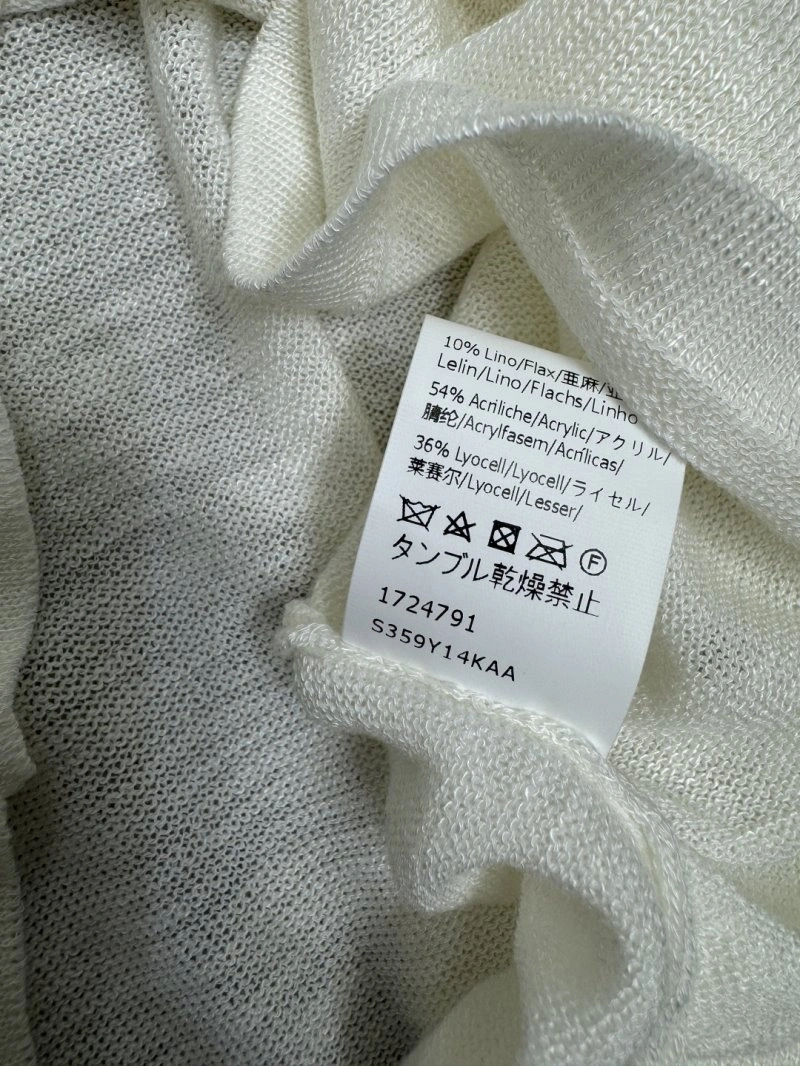 10% Lino/Flax/亜麻/
Lelin/Lino/Flachs/Linho
54% Acriliche/Acrylic/アクリル/
腈纶/Acrylfasern/Acrílicas/
36% Lyocell/Lyocell/ライセル/
莱赛尔/Lyocell/Lesser/
F
タンブル乾燥禁止
1724791
S359Y14KAA